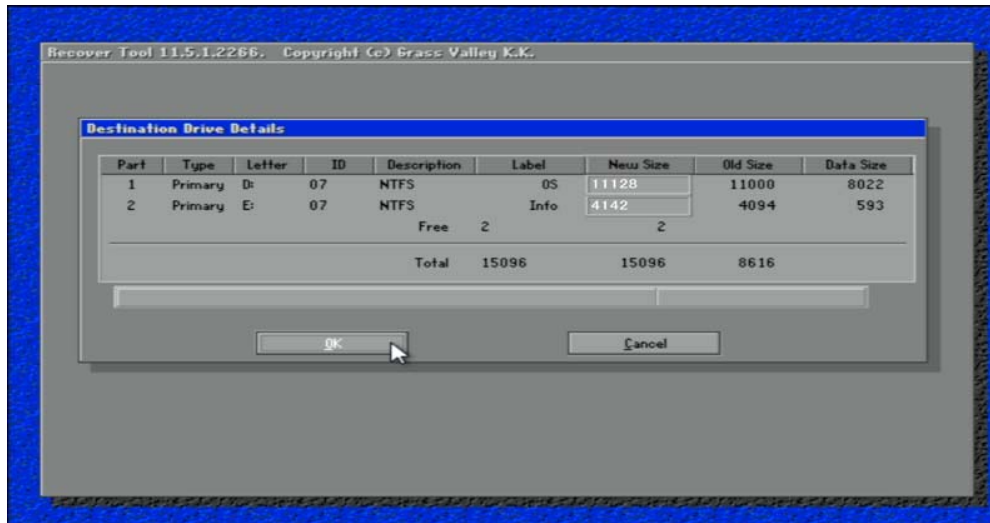 Recover Tool 11.5.1.2266. Copyright (c) Grass Valley K.K.
Destination Drive Details
Part Type Letter ID Description Label New Size Old Size Data Size
1 Primary D: 07 NTFS OS 11128 11000 8022
2 Primary E: 07 NTFS Info 4142 4094 593
Free 2 2
Total 15096 15096 8616
OK Cancel